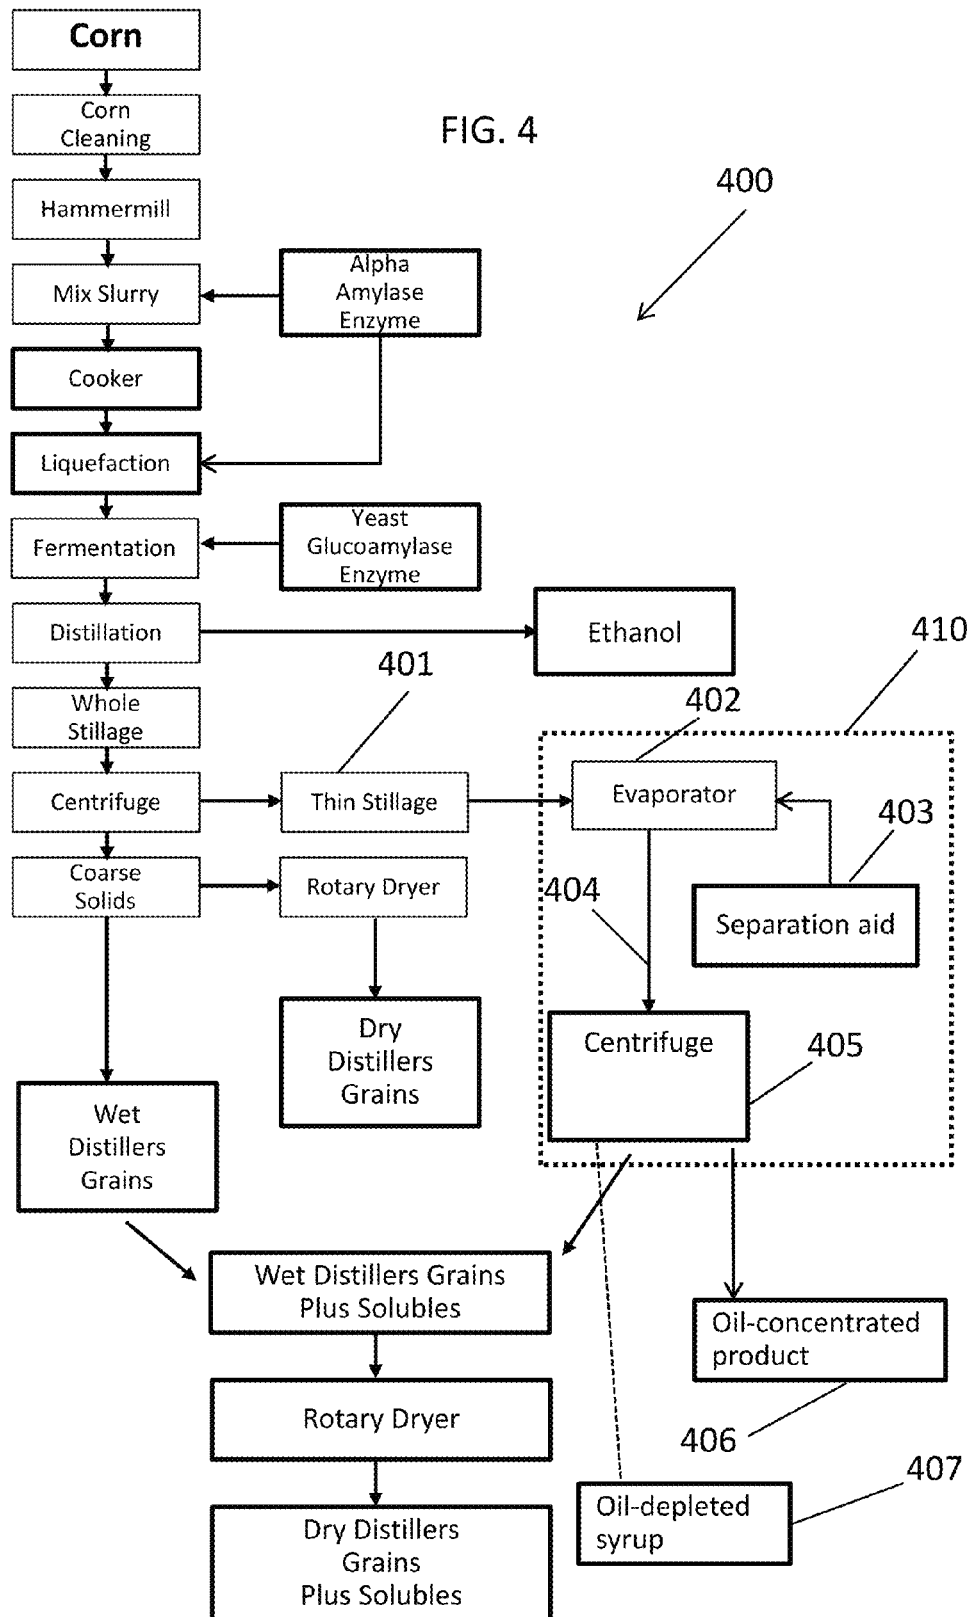 Corn
Corn
Cleaning
FIG. 4
400
Hammermill
Mix Slurry
Alpha
Amylase
Enzyme
Cooker
Liquefaction
Fermentation
Yeast
Glucoamylase
Enzyme
Distillation
Ethanol
410
401
402
Whole
Stillage
Centrifuge
Thin Stillage
Evaporator
403
Coarse
Solids
Rotary Dryer
404
Separation aid
Dry
Distillers
Grains
Centrifuge
405
Wet
Distillers
Grains
Wet Distillers Grains
Plus Solubles
Oil-concentrated
product
Rotary Dryer
406
407
Oil-depleted
syrup
Dry Distillers
Grains
Plus Solubles